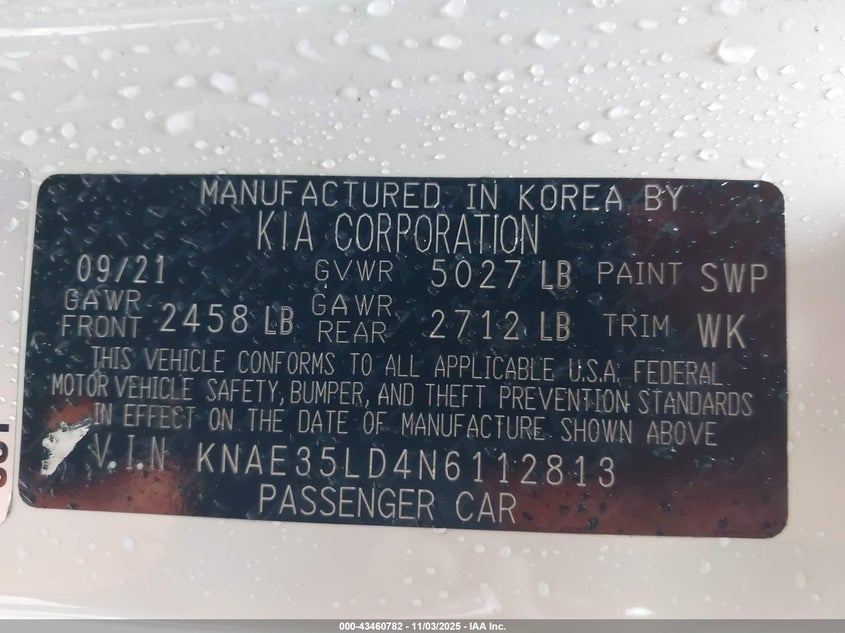 MANUFACTURED IN KOREA BY
KIA CORPORATION
09/21 GVWR 5027 LB PAINT SWP
GAWR FRONT 2458 LB GAWR REAR 2712 LB TRIM WK
THIS VEHICLE CONFORMS TO ALL APPLICABLE U.S.A. FEDERAL
MOTOR VEHICLE SAFETY, BUMPER, AND THEFT PREVENTION STANDARDS
IN EFFECT ON THE DATE OF MANUFACTURE SHOWN ABOVE
V.I.N KNAE35LD4N6112813
PASSENGER CAR
000-43460782 - 11/03/2025 - IAA Inc.